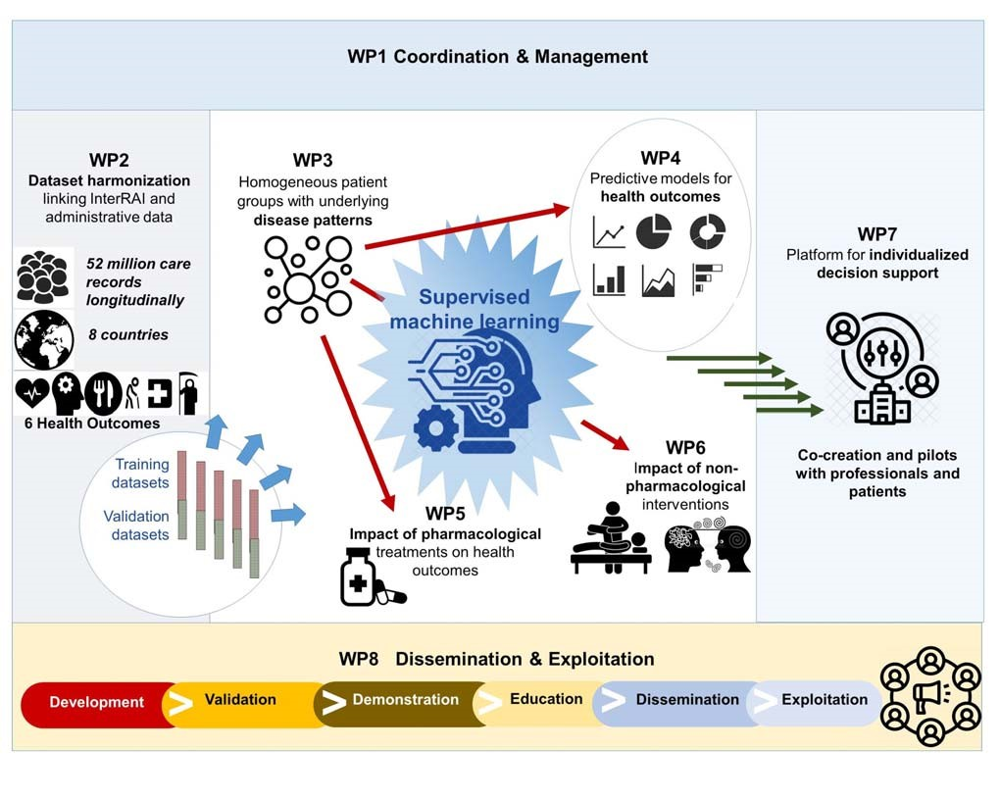 WP1 Coordination & Management
WP2
Dataset harmonization
linking InterRAI and
administrative data
52 million care
records
longitudinally
8 countries
6 Health Outcomes
Training
datasets
Validation
datasets
WP3
Homogeneous patient
groups with underlying
disease patterns
Supervised
machine learning
WP4
Predictive models for
health outcomes
WP5
Impact of pharmacological
treatments on health
outcomes
WP6
Impact of non-
pharmacological
interventions
WP7
Platform for individualized
decision support
Co-creation and pilots
with professionals and
patients
WP8 Dissemination & Exploitation
Development > Validation > Demonstration > Education > Dissemination > Exploitation